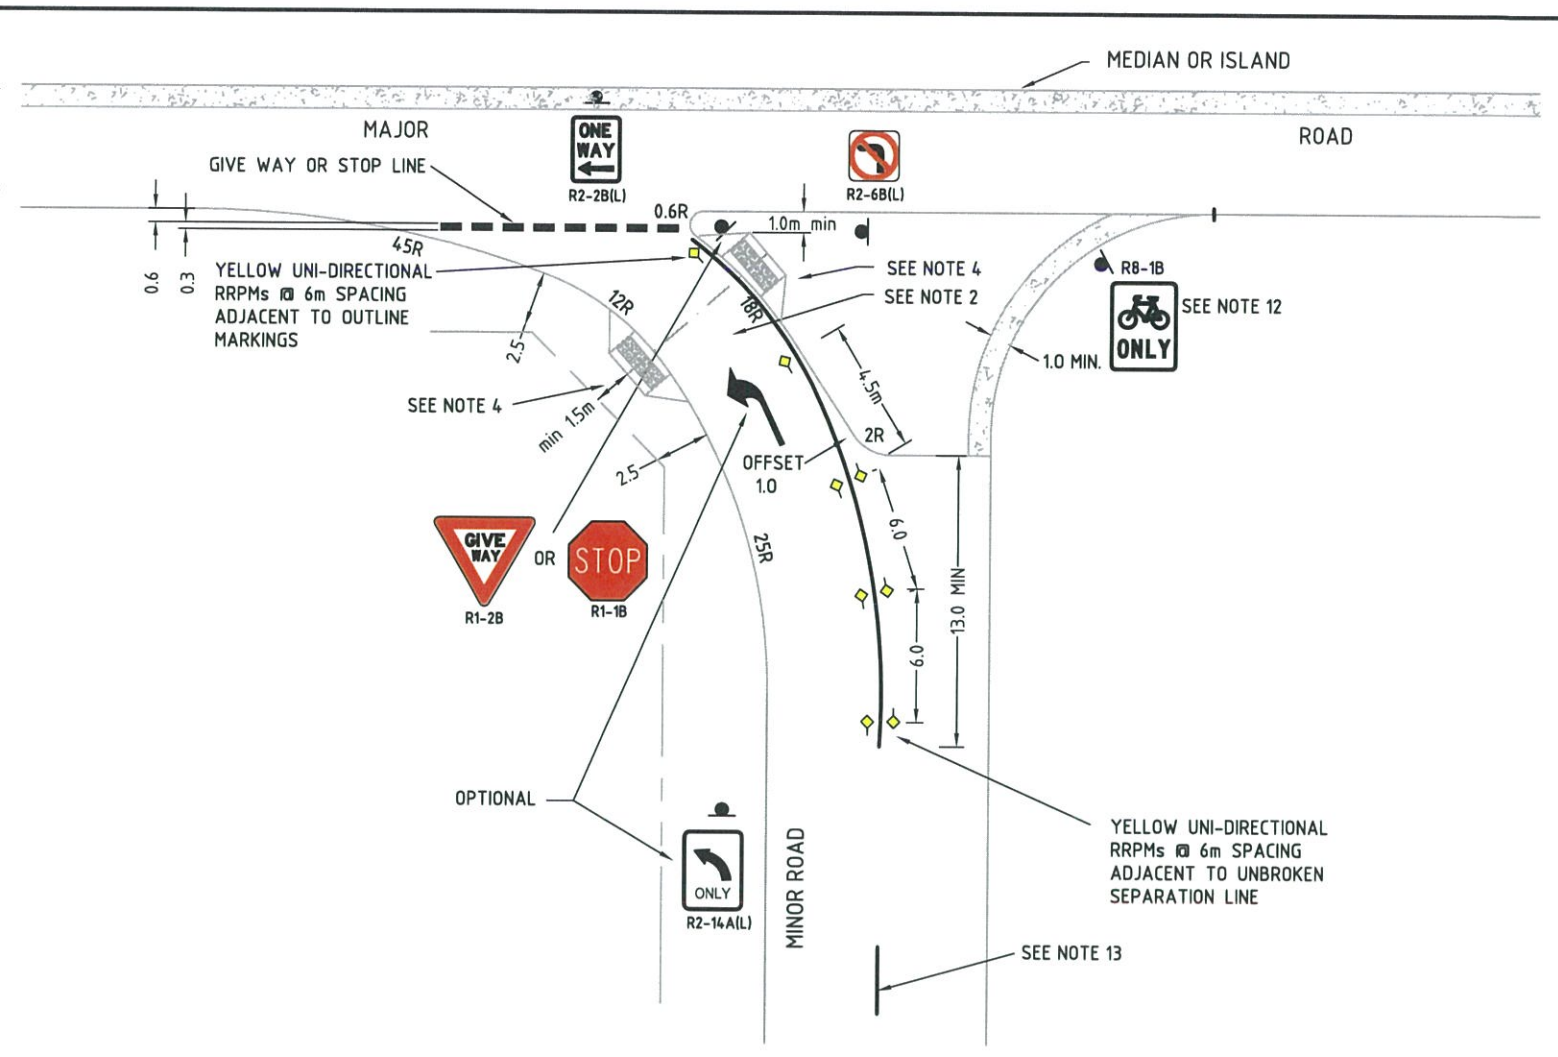 MEDIAN OR ISLAND
MAJOR
ROAD
ONE
WAY
R2-2B(L)
R2-6B(L)
GIVE WAY OR STOP LINE
0.6R
1.0m min
45R
0.6
0.3
YELLOW UNI-DIRECTIONAL
RRPMs @ 6m SPACING
ADJACENT TO OUTLINE
MARKINGS
SEE NOTE 4
SEE NOTE 2
R8-1B
SEE NOTE 12
ONLY
12R
18R
2.5
1.0 MIN.
4.5m
SEE NOTE 4
min 1.5m
2R
OFFSET
1.0
2.5
6.0
GIVE
WAY
OR
STOP
R1-2B
R1-1B
25R
13.0 MIN
6.0
OPTIONAL
ONLY
R2-14A(L)
MINOR ROAD
YELLOW UNI-DIRECTIONAL
RRPMs @ 6m SPACING
ADJACENT TO UNBROKEN
SEPARATION LINE
SEE NOTE 13